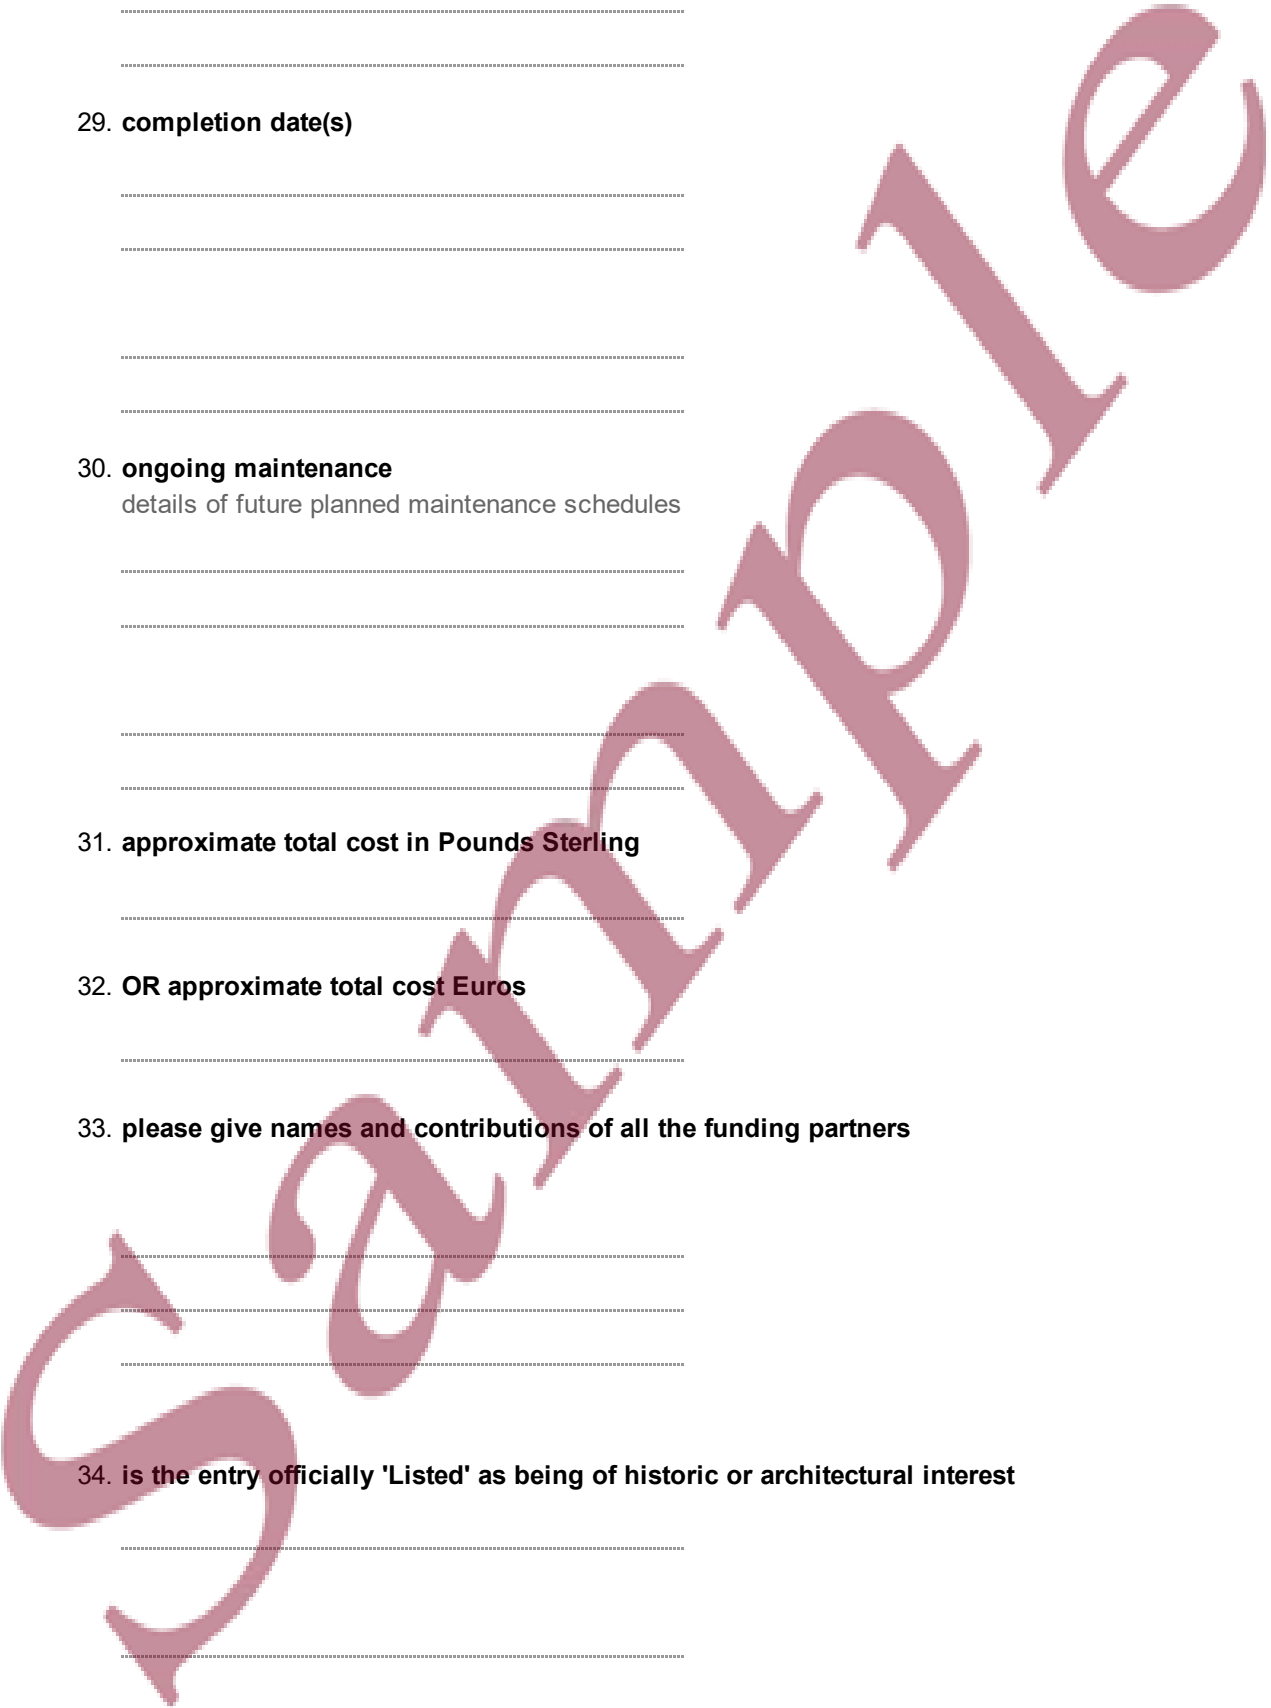 29. completion date(s)
30. ongoing maintenance
details of future planned maintenance schedules
31. approximate total cost in Pounds Sterling
32. OR approximate total cost Euros
33. please give names and contributions of all the funding partners
34. is the entry officially 'Listed' as being of historic or architectural interest
Sample